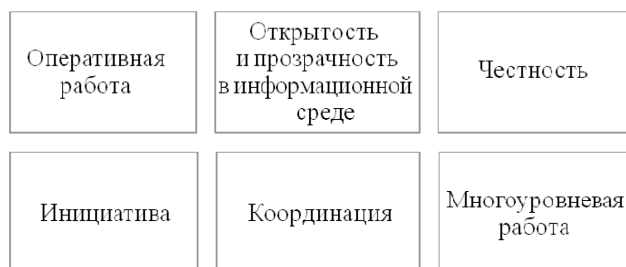 Оперативная
работа
Открытость
и прозрачность
в информационной
среде
Честность
Инициатива
Координация
Многоуровневая
работа